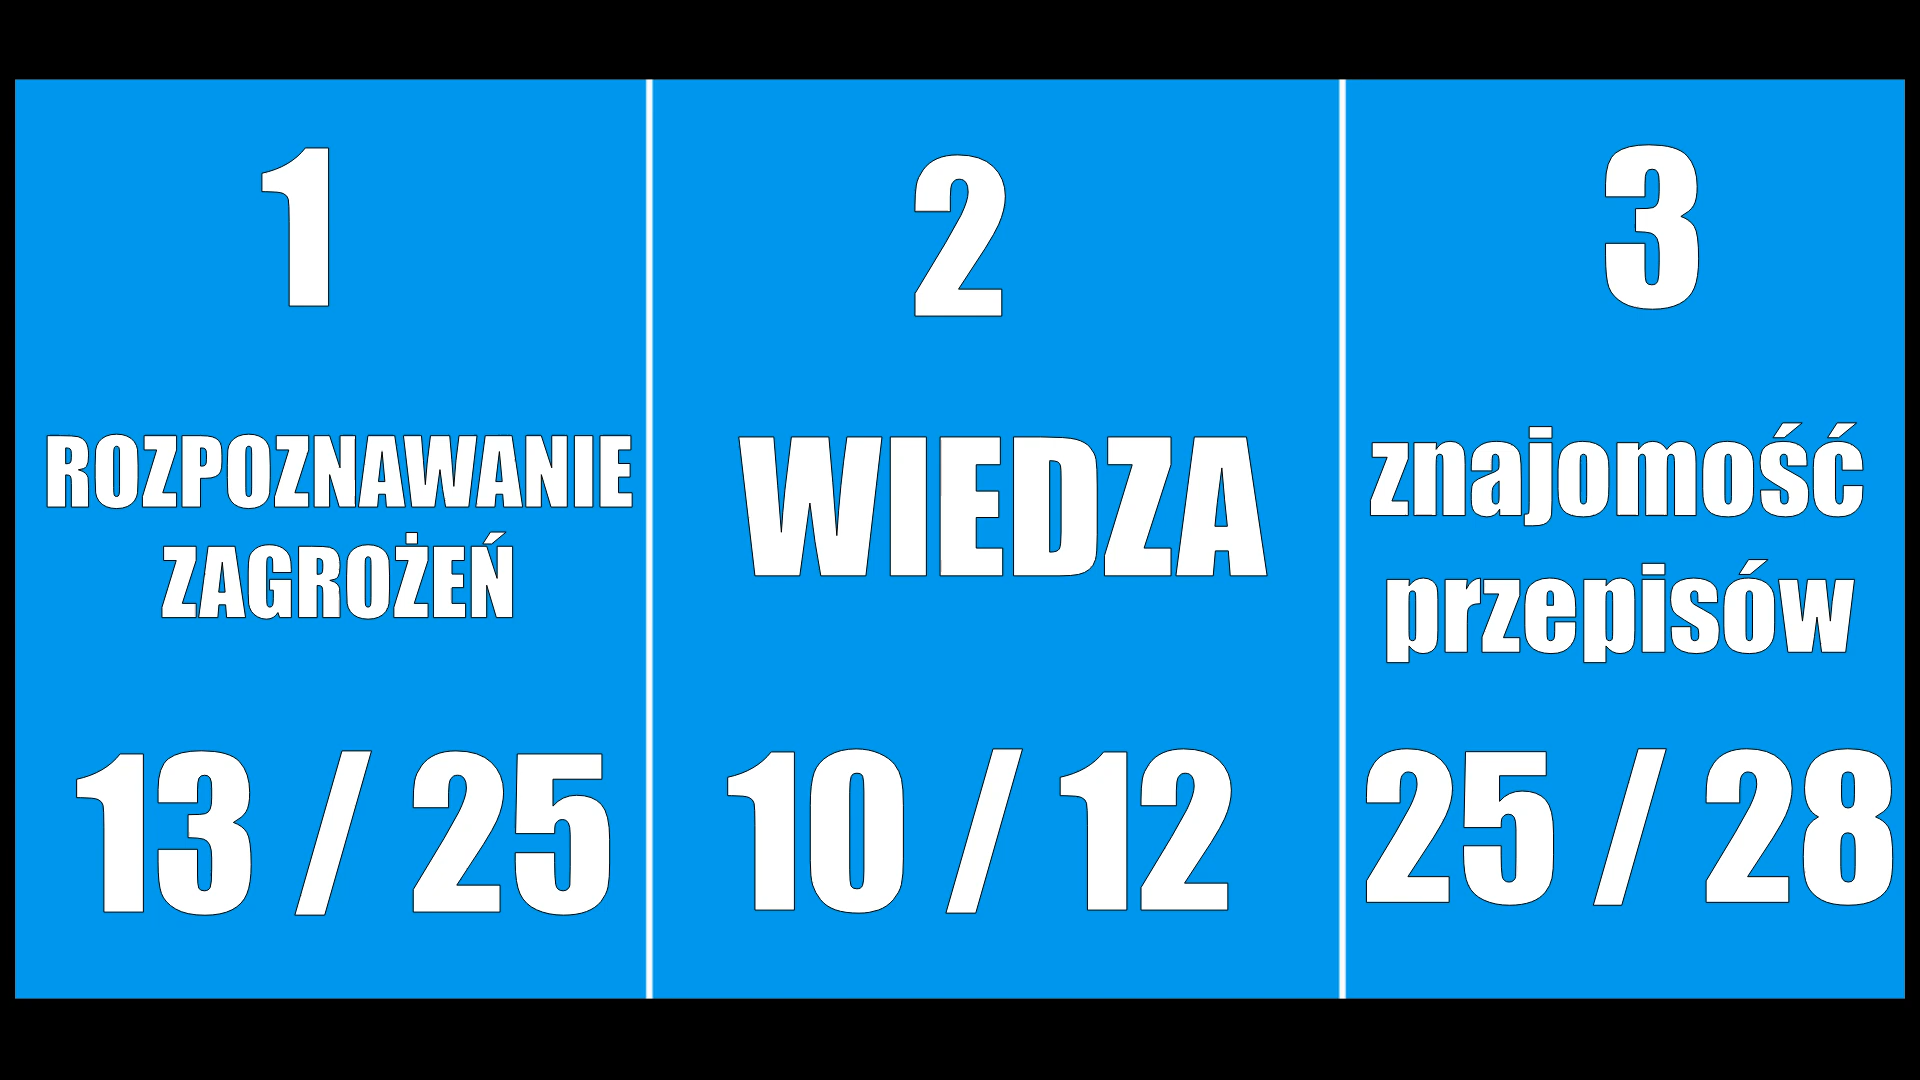 1
ROZPOZNAWANIE
ZAGROŻEŃ
13 / 25
2
WIEDZA
10 / 12
3
znajomość
przepisów
25 / 28